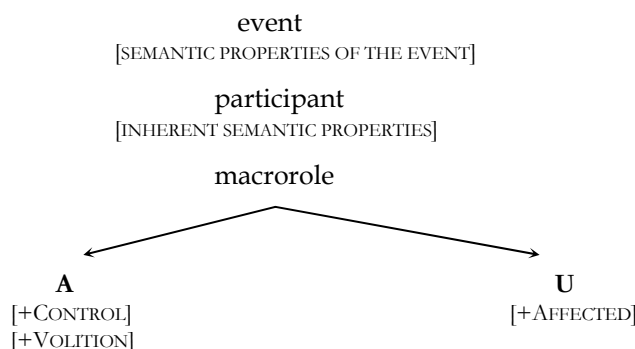 event
[SEMANTIC PROPERTIES OF THE EVENT]
participant
[INHERENT SEMANTIC PROPERTIES]
macrorole
A U
[+CONTROL] [+AFFECTED]
[+VOLITION]